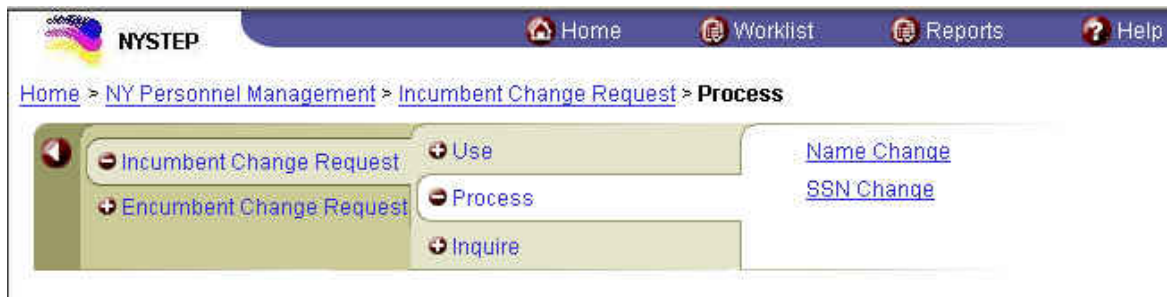 NYSTEP
Home Worklist Reports Help
Home > NY Personnel Management > Incumbent Change Request > Process
Incumbent Change Request
Encumbent Change Request
Use
Process
Inquire
Name Change
SSN Change